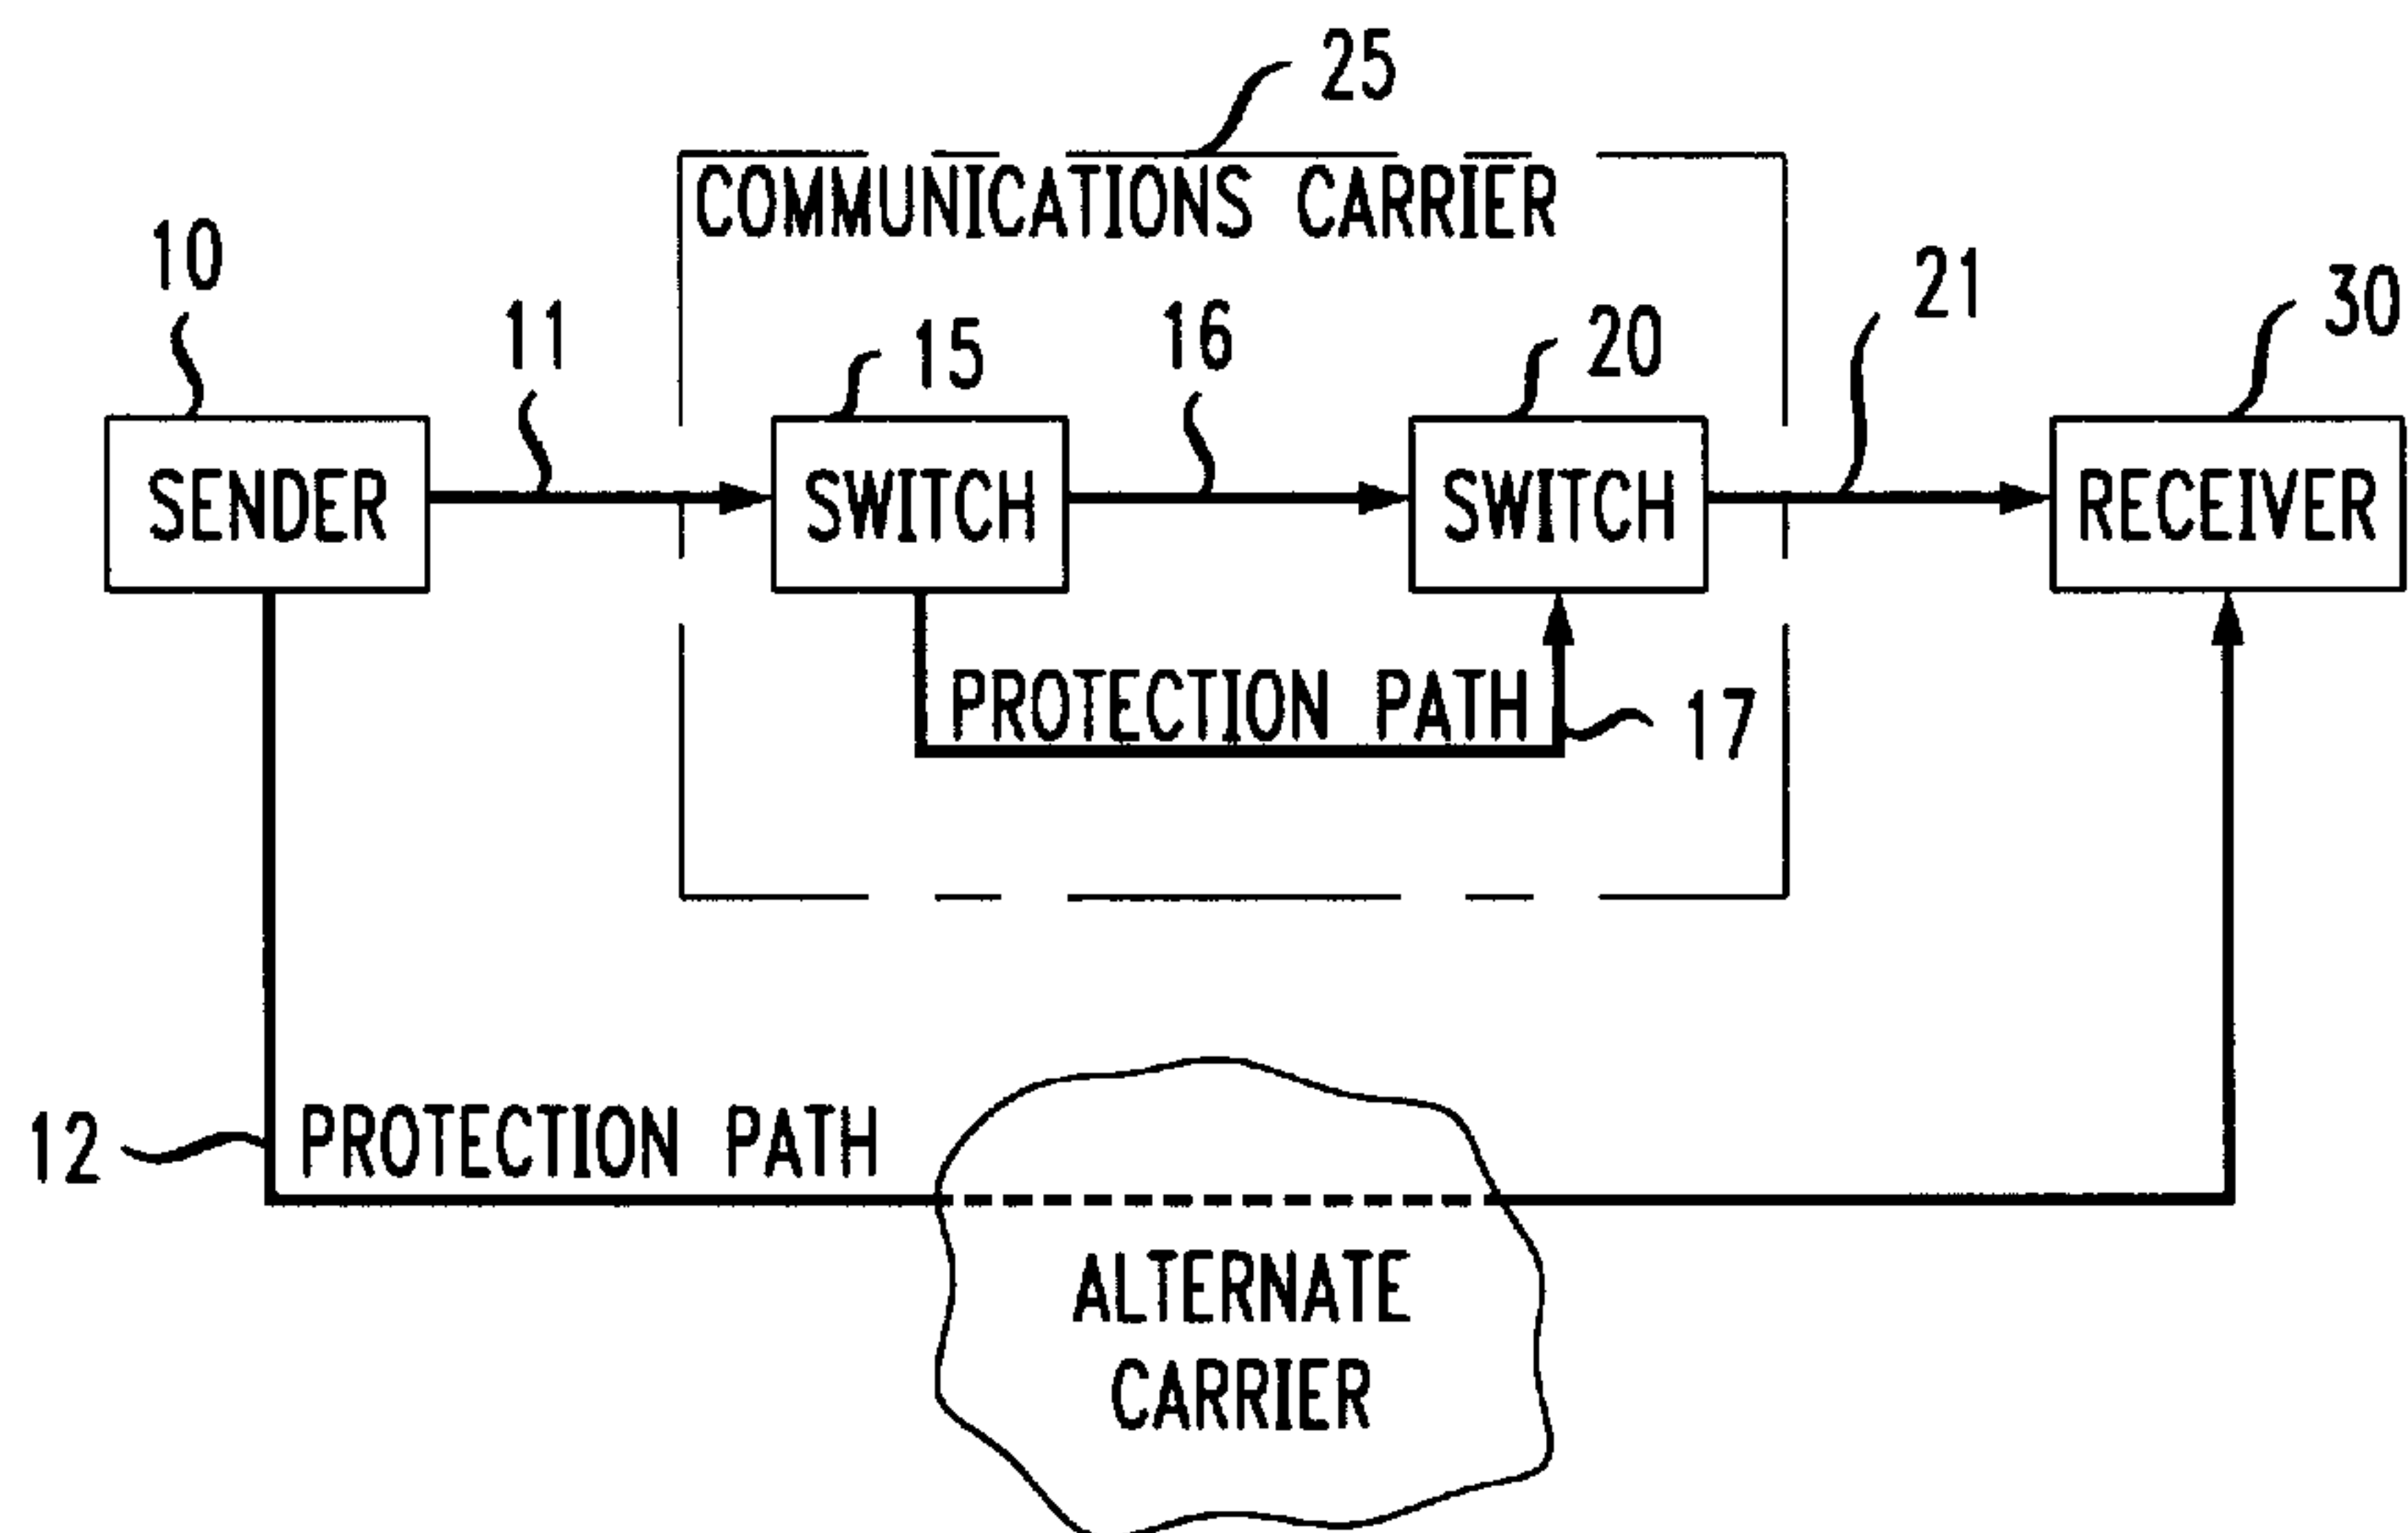 25
COMMUNICATIONS CARRIER
10
11
15
16
20
21
30
SENDER
SWITCH
SWITCH
RECEIVER
PROTECTION PATH
17
12
PROTECTION PATH
ALTERNATE
CARRIER